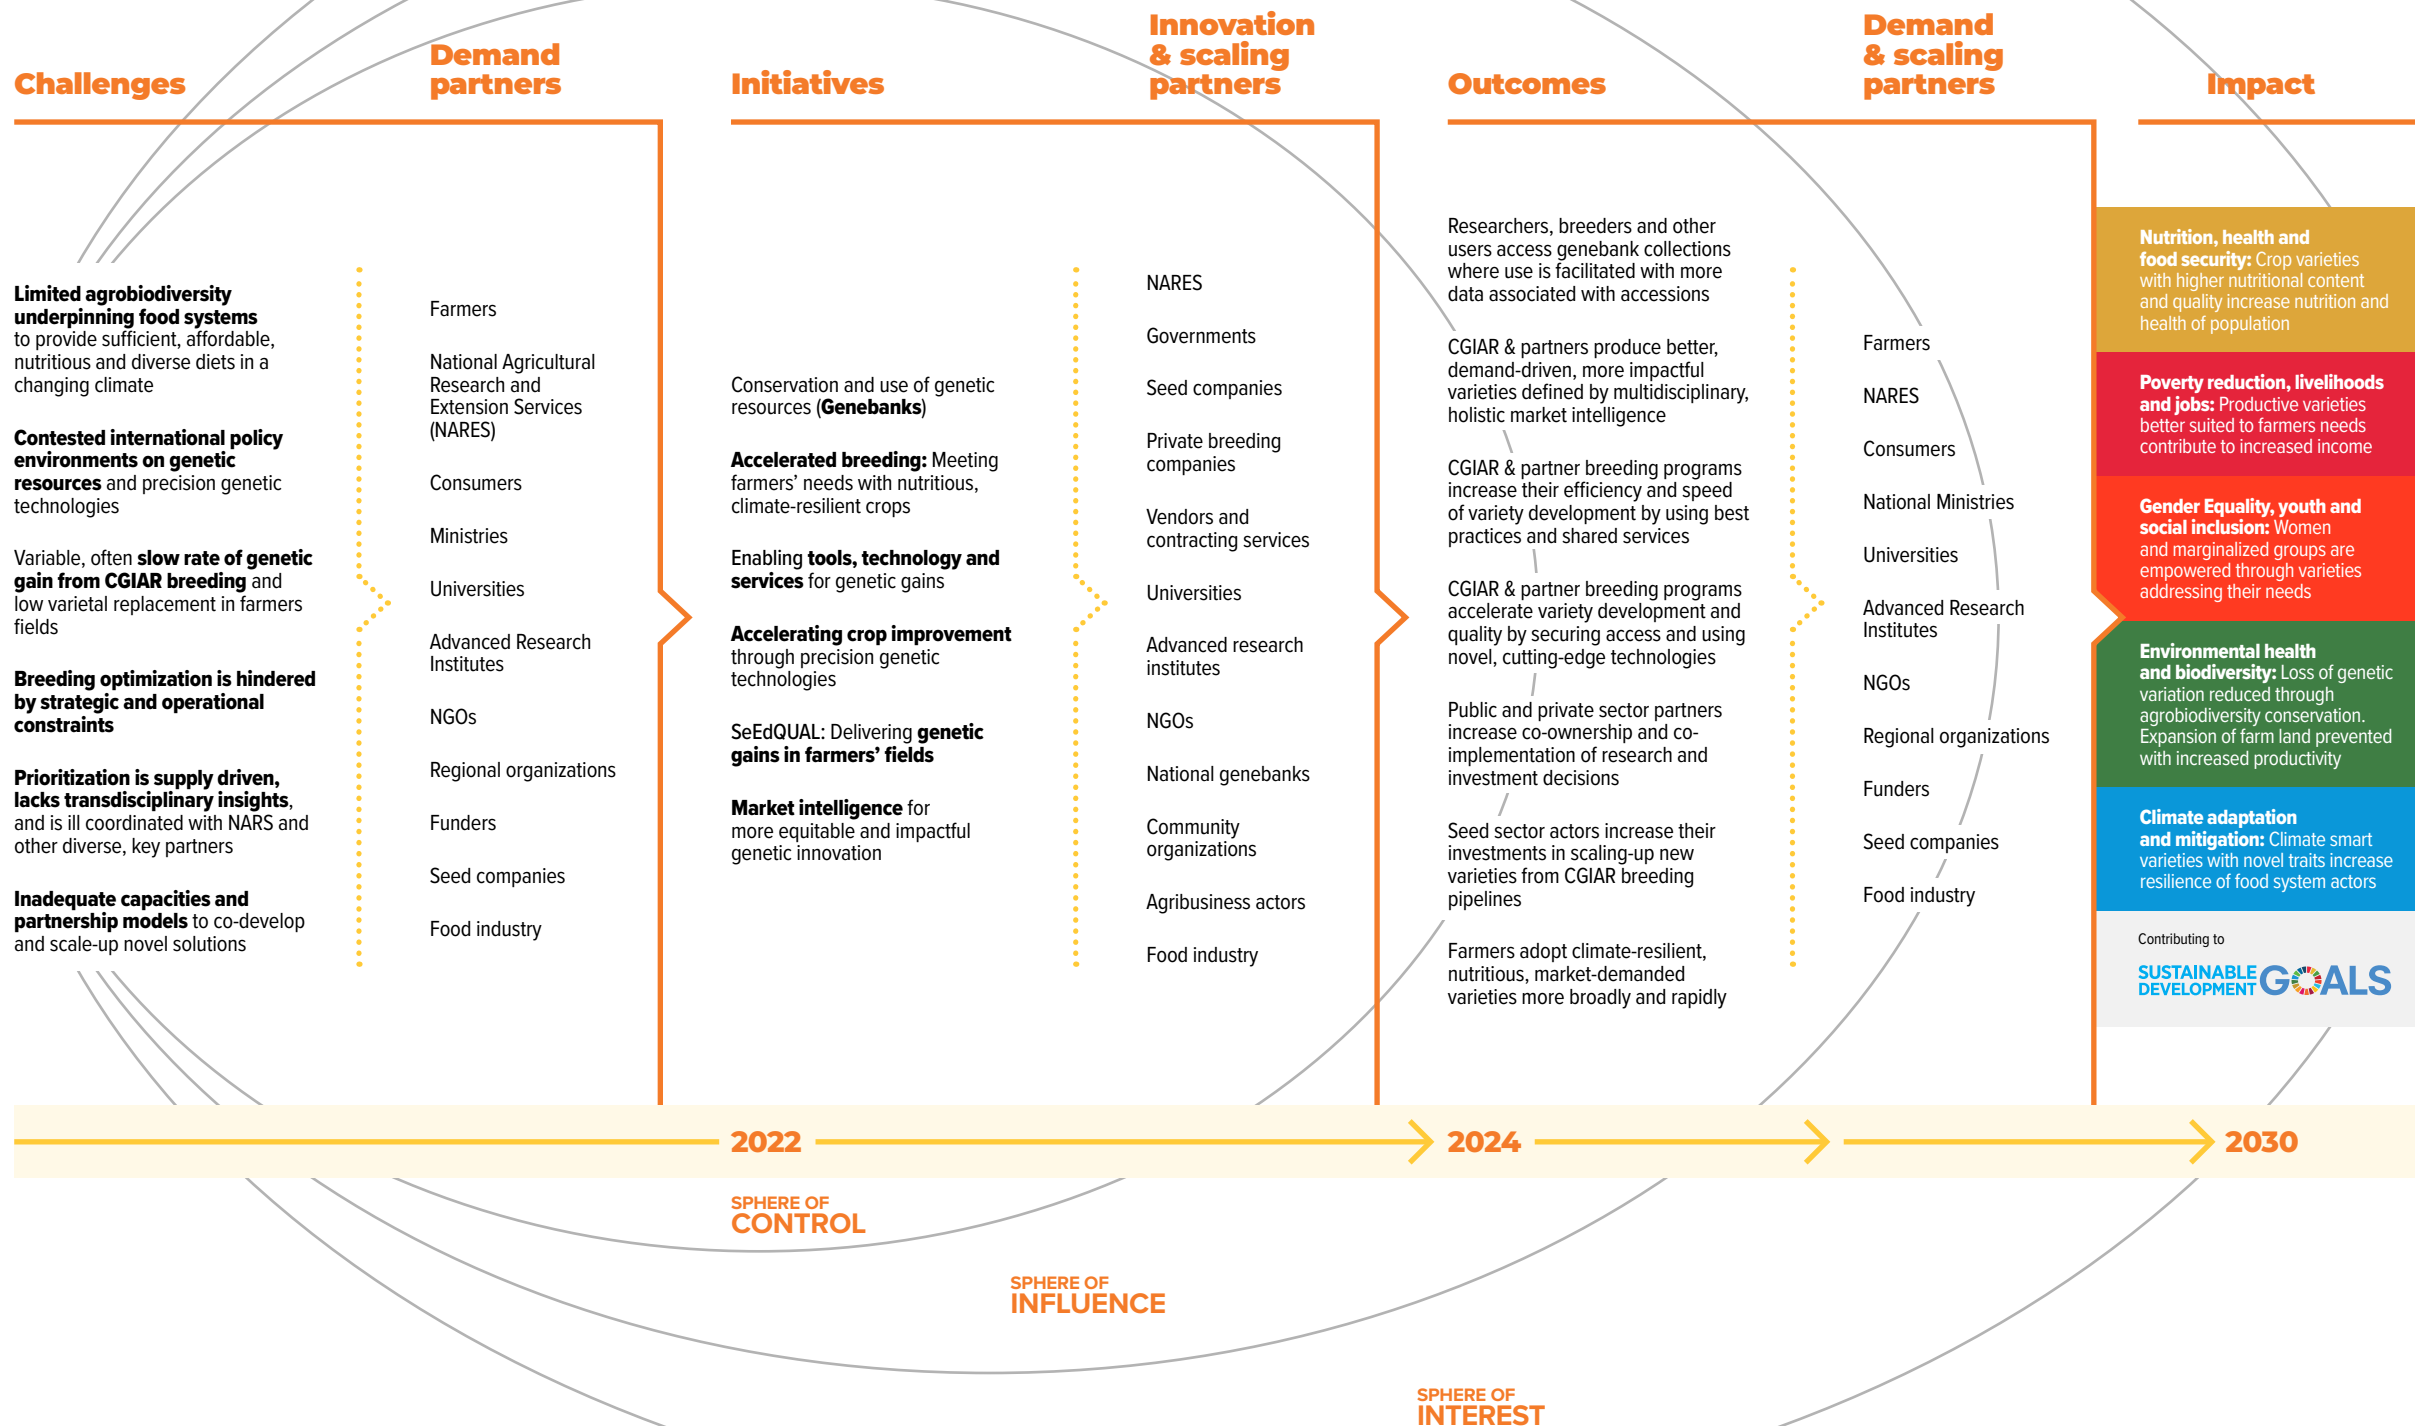 Challenges
Demand
partners
Initiatives
Innovation
& scaling
partners
Outcomes
Demand
& scaling
partners
Impact
Limited agrobiodiversity
underpinning food systems
to provide sufficient, affordable,
nutritious and diverse diets in a
changing climate
Contested international policy
environments on genetic
resources and precision genetic
technologies
Variable, often slow rate of genetic
gain from CGIAR breeding and
low varietal replacement in farmers
fields
Breeding optimization is hindered
by strategic and operational
constraints
Prioritization is supply driven,
lacks transdisciplinary insights,
and is ill coordinated with NARS and
other diverse, key partners
Inadequate capacities and
partnership models to co-develop
and scale-up novel solutions
Farmers
National Agricultural
Research and
Extension Services
(NARES)
Consumers
Ministries
Universities
Advanced Research
Institutes
NGOs
Regional organizations
Funders
Seed companies
Food industry
Conservation and use of genetic
resources (Genebanks)
Accelerated breeding: Meeting
farmers' needs with nutritious,
climate-resilient crops
Enabling tools, technology and
services for genetic gains
Accelerating crop improvement
through precision genetic
technologies
SeEdQUAL: Delivering genetic
gains in farmers' fields
Market intelligence for
more equitable and impactful
genetic innovation
NARES
Governments
Seed companies
Private breeding
companies
Vendors and
contracting services
Universities
Advanced research
institutes
NGOs
National genebanks
Community
organizations
Agribusiness actors
Food industry
Researchers, breeders and other
users access genebank collections
where use is facilitated with more
data associated with accessions
CGIAR & partners produce better,
demand-driven, more impactful
varieties defined by multidisciplinary,
holistic market intelligence
CGIAR & partner breeding programs
increase their efficiency and speed
of variety development by using best
practices and shared services
CGIAR & partner breeding programs
accelerate variety development and
quality by securing access and using
novel, cutting-edge technologies
Public and private sector partners
increase co-ownership and co-
implementation of research and
investment decisions
Seed sector actors increase their
investments in scaling-up new
varieties from CGIAR breeding
pipelines
Farmers adopt climate-resilient,
nutritious, market-demanded
varieties more broadly and rapidly
Farmers
NARES
Consumers
National Ministries
Universities
Advanced Research
Institutes
NGOs
Regional organizations
Funders
Seed companies
Food industry
Nutrition, health and
food security: Crop varieties
with higher nutritional content
and quality increase nutrition and
health of population
Poverty reduction, livelihoods
and jobs: Productive varieties
better suited to farmers needs
contribute to increased income
Gender Equality, youth and
social inclusion: Women
and marginalized groups are
empowered through varieties
addressing their needs
Environmental health
and biodiversity: Loss of genetic
variation reduced through
agrobiodiversity conservation.
Expansion of farm land prevented
with increased productivity
Climate adaptation
and mitigation: Climate smart
varieties with novel traits increase
resilience of food system actors
Contributing to
SUSTAINABLE
DEVELOPMENT GOALS
2022
2024
2030
SPHERE OF
CONTROL
SPHERE OF
INFLUENCE
SPHERE OF
INTEREST